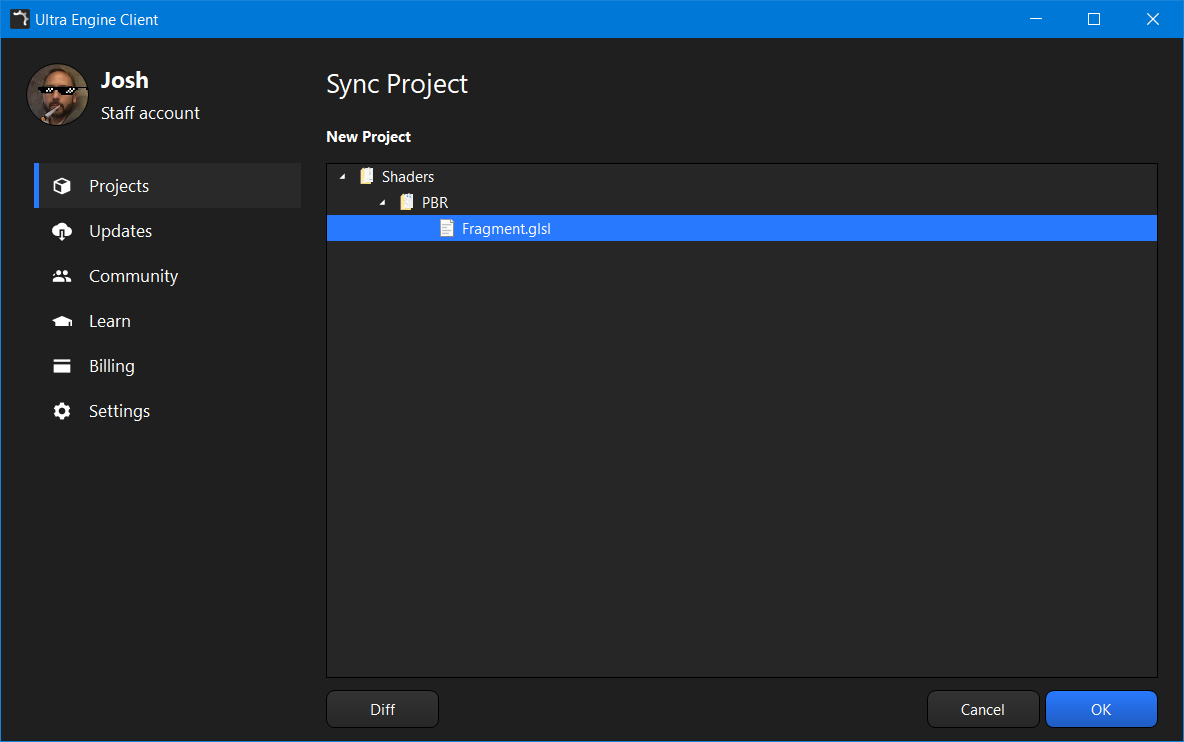 Ultra Engine Client
Josh
Staff account
Projects
Updates
Community
Learn
Billing
Settings
Sync Project
New Project
Shaders
PBR
Fragment.glsl
Diff
Cancel
OK